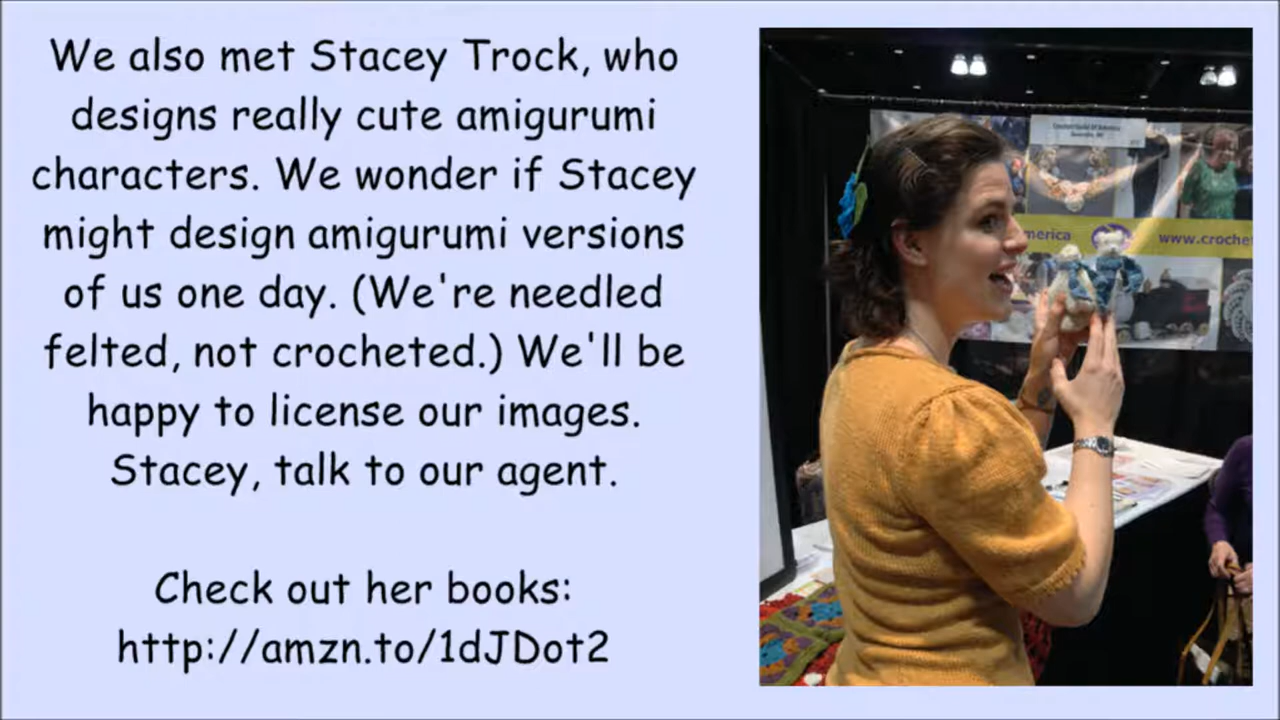 We also met Stacey Trock, who
designs really cute amigurumi
characters. We wonder if Stacey
might design amigurumi versions
of us one day. (We're needled
felted, not crocheted.) We'll be
happy to license our images.
Stacey, talk to our agent.
Check out her books:
http://amzn.to/1dJDot2
merica
www.croche